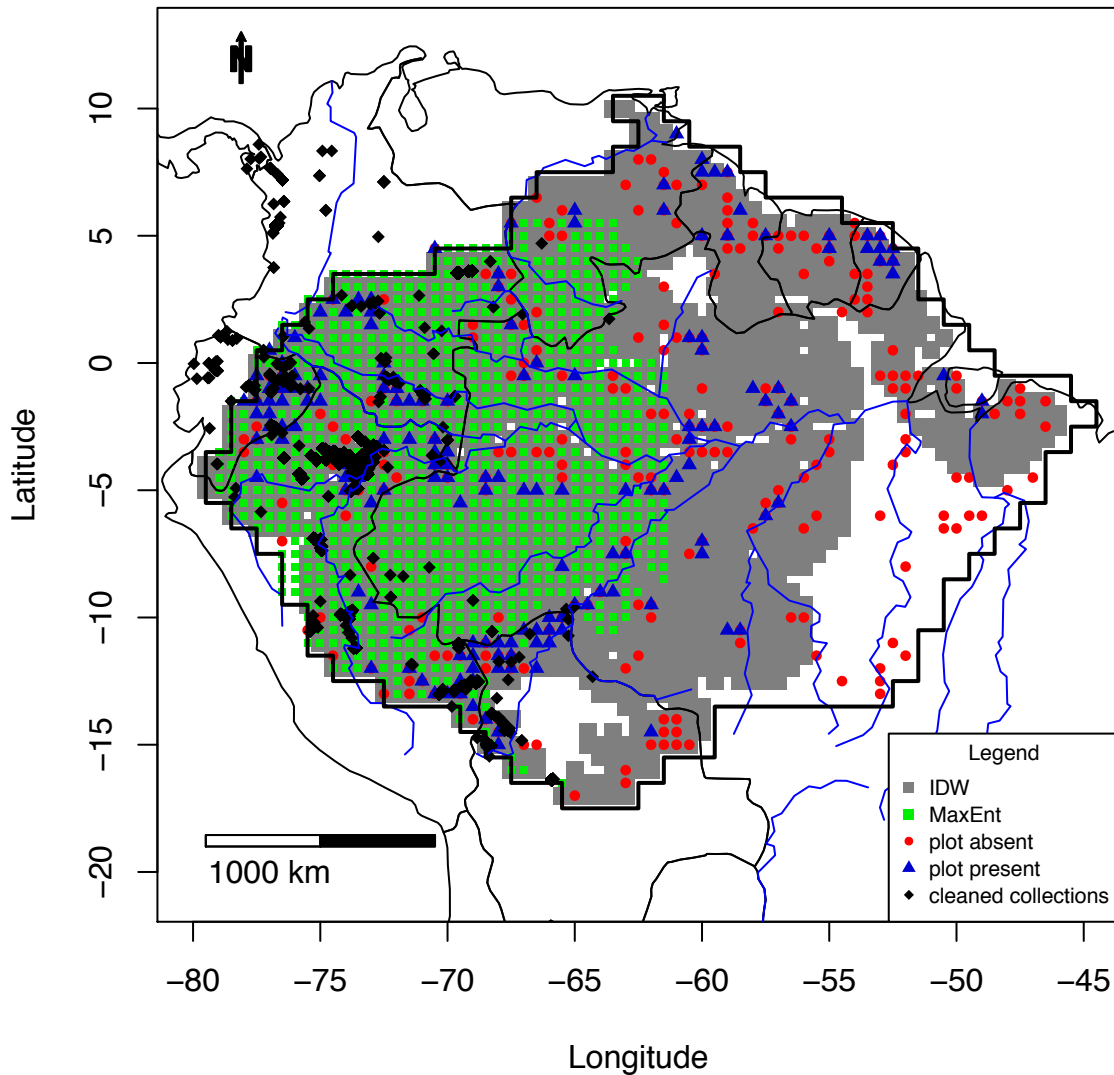 N
Latitude
10
5
0
−5
−10
−15
−20
1000 km
Legend
IDW
MaxEnt
plot absent
plot present
cleaned collections
−80 −75 −70 −65 −60 −55 −50 −45
Longitude